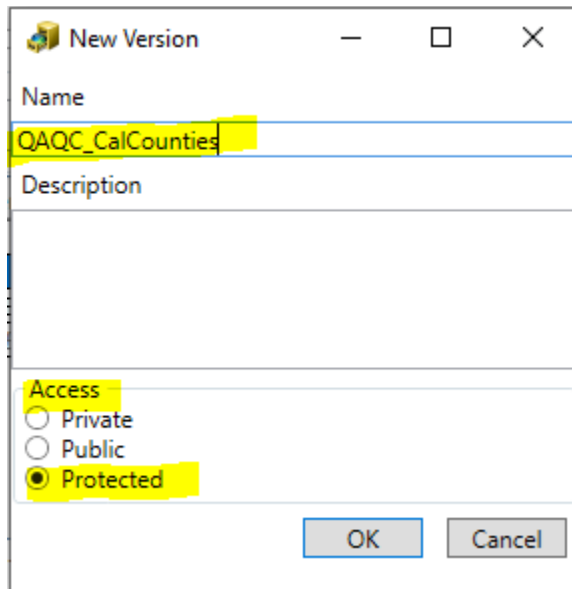 New Version
Name
QAQC_CalCounties
Description
Access
Private
Public
Protected
OK Cancel